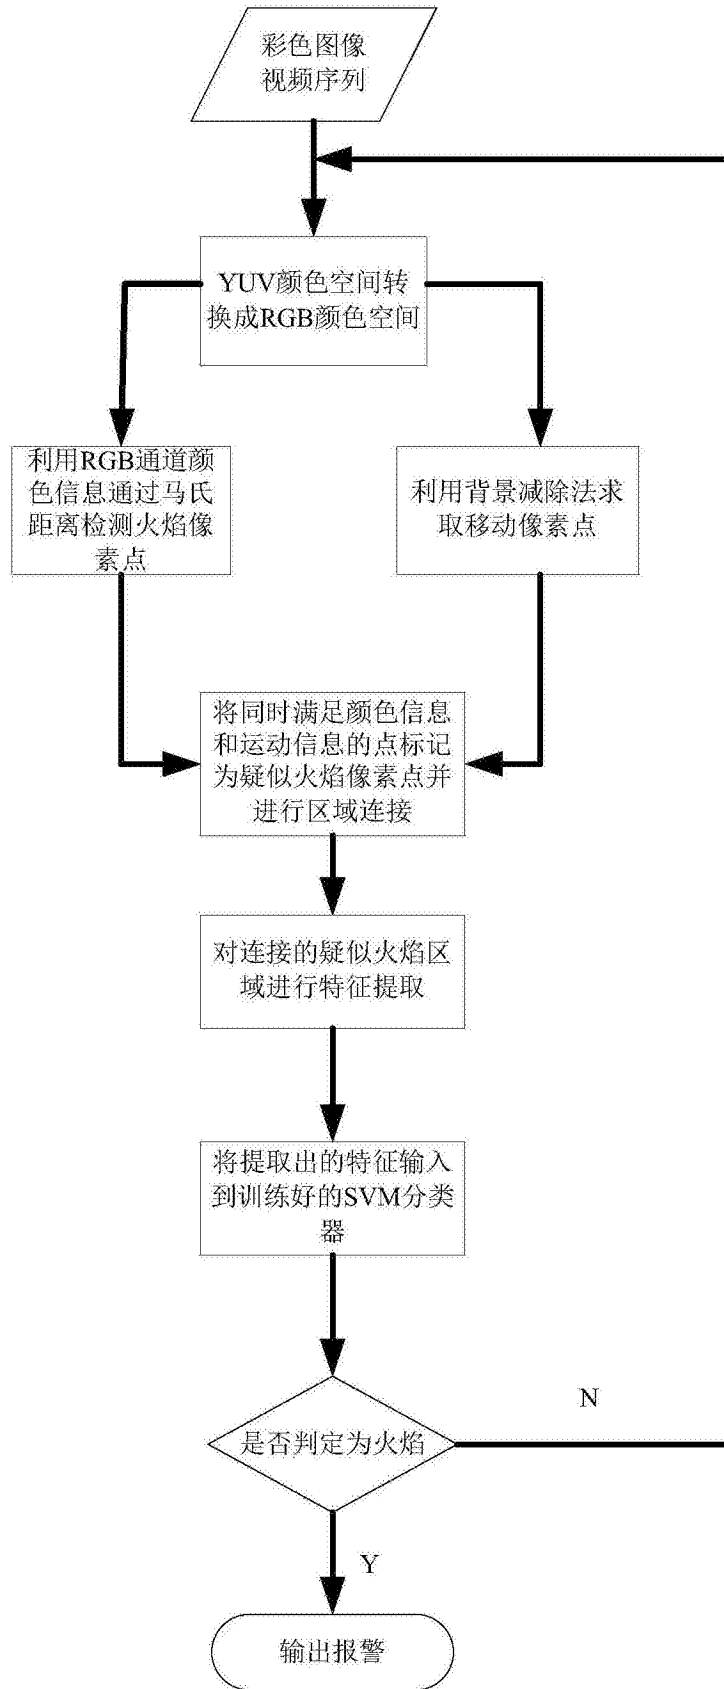 彩色图像
视频序列
YUV颜色空间转
换成RGB颜色空间
利用RGB通道颜
色信息通过马氏
距离检测火焰像
素点
利用背景减除法求
取移动像素点
将同时满足颜色信息
和运动信息的点标记
为疑似火焰像素点并
进行区域连接
对连接的疑似火焰区
域进行特征提取
将提取出的特征输入
到训练好的SVM分类
器
是否判定为火焰
N
Y
输出报警